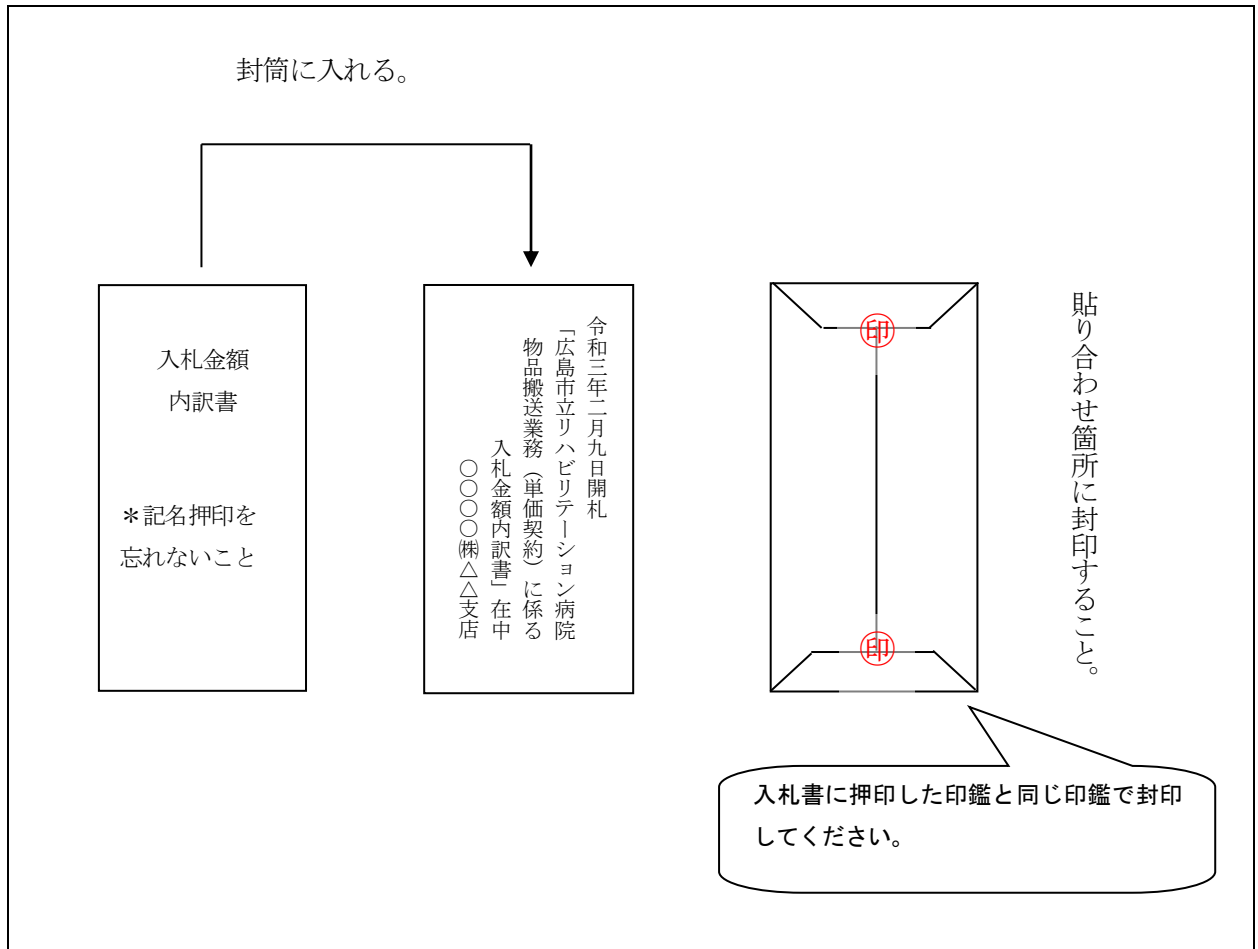 封筒に入れる。
入札金額
内訳書
＊記名押印を
忘れないこと
令和三年二月九日開札
「広島市立リハビリテーション病院
物品搬送業務（単価契約）に係る
入札金額内訳書」在中
〇〇〇〇㈱△△支店
印
印
貼り合わせ箇所に封印すること。
入札書に押印した印鑑と同じ印鑑で封印
してください。